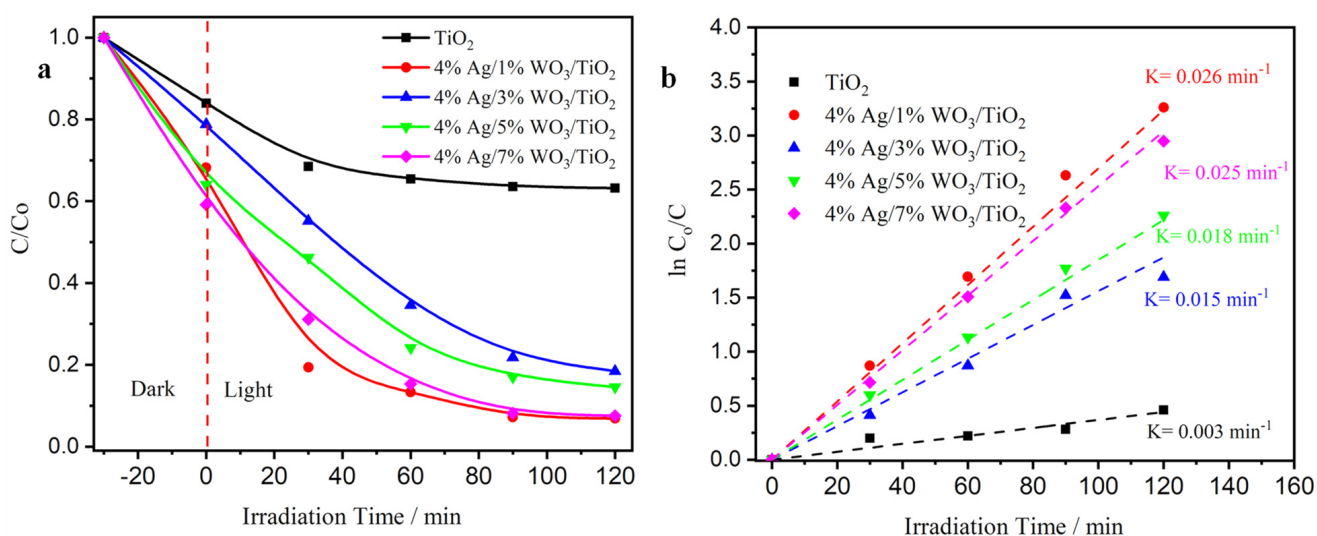 a
C/Co
1.0
0.8
0.6
0.4
0.2
0.0
TiO₂
4% Ag/1% WO₃/TiO₂
4% Ag/3% WO₃/TiO₂
4% Ag/5% WO₃/TiO₂
4% Ag/7% WO₃/TiO₂
Dark Light
-20 0 20 40 60 80 100 120
Irradiation Time / min
b
ln C₀/C
4.0
3.5
3.0
2.5
2.0
1.5
1.0
0.5
0.0
TiO₂
4% Ag/1% WO₃/TiO₂
4% Ag/3% WO₃/TiO₂
4% Ag/5% WO₃/TiO₂
4% Ag/7% WO₃/TiO₂
K= 0.026 min⁻¹
K= 0.025 min⁻¹
K= 0.018 min⁻¹
K= 0.015 min⁻¹
K= 0.003 min⁻¹
0 20 40 60 80 100 120 140 160
Irradiation Time / min